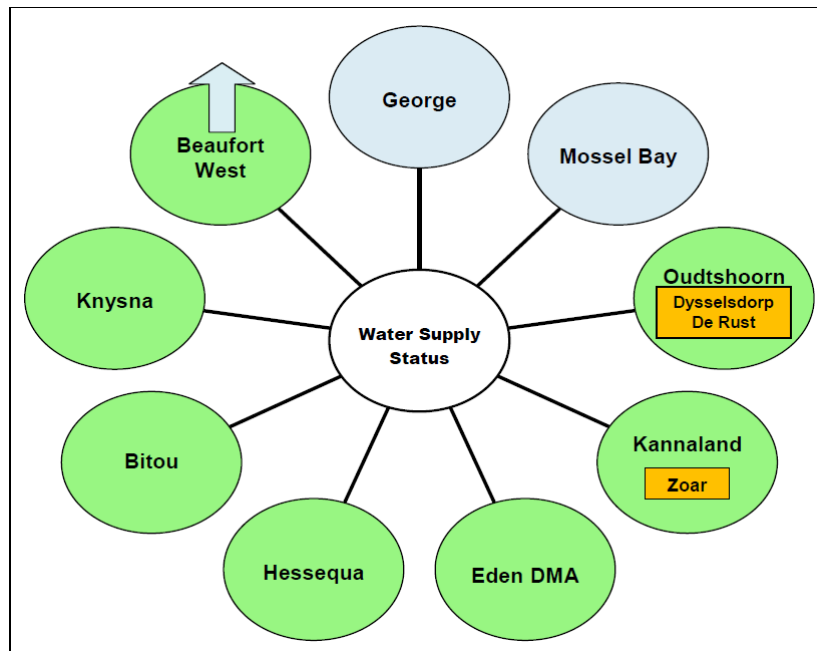 George
Beaufort
West
Mossel Bay
Knysna
Oudtshoorn
Dysselsdorp
De Rust
Water Supply
Status
Bitou
Kannaland
Zoar
Hessequa
Eden DMA